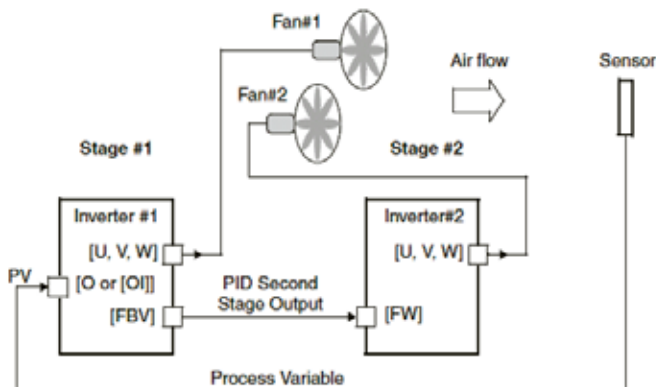 Fan#1
Air flow
Sensor
Fan#2
Stage #1
Stage #2
Inverter #1
[U, V, W]
PV
[O or [OI]]
[FBV]
PID Second
Stage Output
Inverter#2
[U, V, W]
[FW]
Process Variable